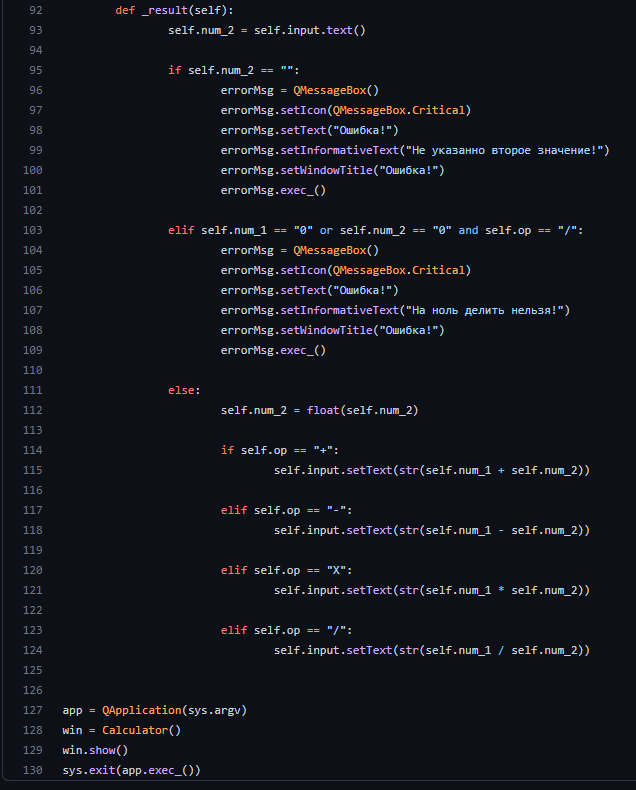 92 def _result(self):
93 self.num_2 = self.input.text()
94
95 if self.num_2 == "":
96 errorMsg = QMessageBox()
97 errorMsg.setIcon(QMessageBox.Critical)
98 errorMsg.setText("Ошибка!")
99 errorMsg.setInformativeText("Не указанно второе значение!")
100 errorMsg.setWindowTitle("Ошибка!")
101 errorMsg.exec_()
102
103 elif self.num_1 == "0" or self.num_2 == "0" and self.op == "/":
104 errorMsg = QMessageBox()
105 errorMsg.setIcon(QMessageBox.Critical)
106 errorMsg.setText("Ошибка!")
107 errorMsg.setInformativeText("На ноль делить нельзя!")
108 errorMsg.setWindowTitle("Ошибка!")
109 errorMsg.exec_()
110
111 else:
112 self.num_2 = float(self.num_2)
113
114 if self.op == "+":
115 self.input.setText(str(self.num_1 + self.num_2))
116
117 elif self.op == "-":
118 self.input.setText(str(self.num_1 - self.num_2))
119
120 elif self.op == "X":
121 self.input.setText(str(self.num_1 * self.num_2))
122
123 elif self.op == "/":
124 self.input.setText(str(self.num_1 / self.num_2))
125
126
127 app = QApplication(sys.argv)
128 win = Calculator()
129 win.show()
130 sys.exit(app.exec_())